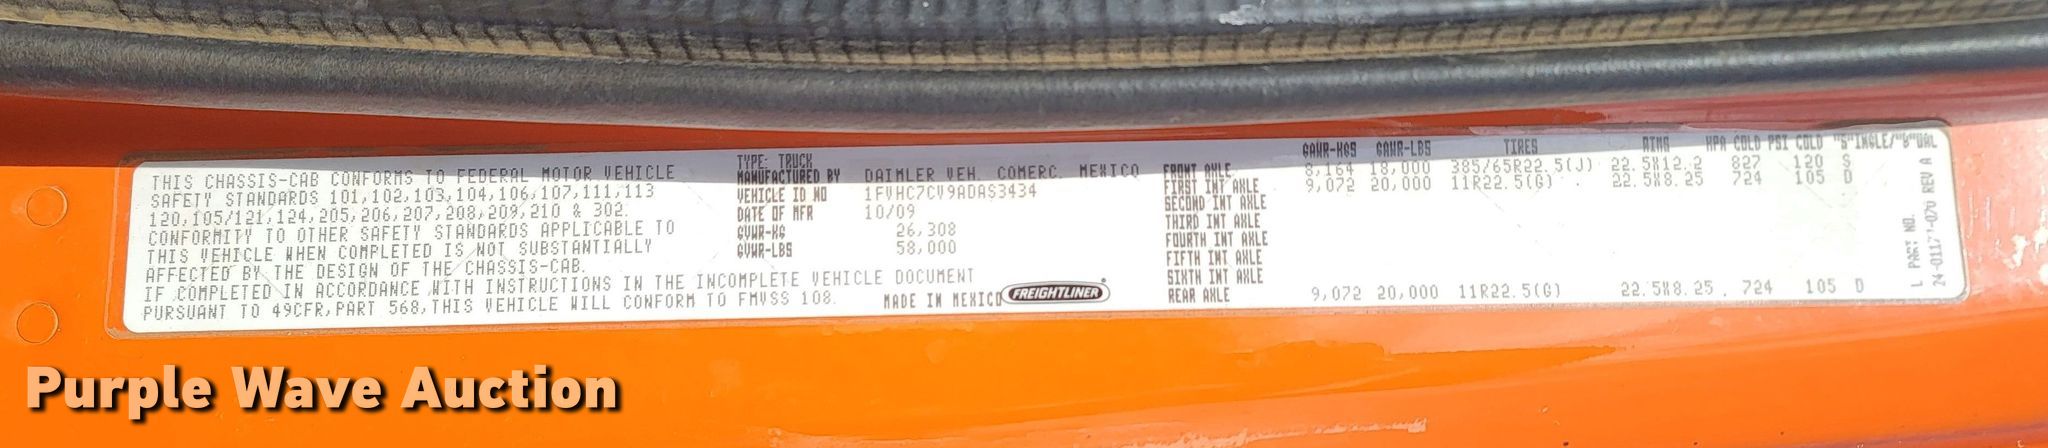 THIS CHASSIS-CAB CONFORMS TO FEDERAL MOTOR VEHICLE
SAFETY STANDARDS 101,102,103,104,106,107,111,113
120,105/121,124,205,206,207,208,209,210 & 302.
CONFORMITY TO OTHER SAFETY STANDARDS APPLICABLE TO
THIS VEHICLE WHEN COMPLETED IS NOT SUBSTANTIALLY
AFFECTED BY THE DESIGN OF THE CHASSIS-CAB.
IF COMPLETED IN ACCORDANCE WITH INSTRUCTIONS IN THE INCOMPLETE VEHICLE DOCUMENT
PURSUANT TO 49CFR,PART 568,THIS VEHICLE WILL CONFORM TO FMVSS 108.
TYPE: TRUCK
MANUFACTURED BY DAIMLER VEH. COMERC. MEXICO
VEHICLE ID NO 1FVHC7CV9ADAS3434
DATE OF MFR 10/09
GVWR-KG 26,308
GVWR-LBS 58,000
MADE IN MEXICO FREIGHTLINER
GAWR-KGS GAWR-LBS TIRES RIMS KPA COLD PSI COLD "S"INGLE/"D"UAL
FRONT AXLE 8,164 18,000 385/65R22.5(J) 22.5X12.2 827 120 S
FIRST INT AXLE 9,072 20,000 11R22.5(G) 22.5X8.25 724 105 D
SECOND INT AXLE
THIRD INT AXLE
FOURTH INT AXLE
FIFTH INT AXLE
SIXTH INT AXLE
REAR AXLE 9,072 20,000 11R22.5(G) 22.5X8.25 724 105 D
L PART NO.
REV A
Purple Wave Auction